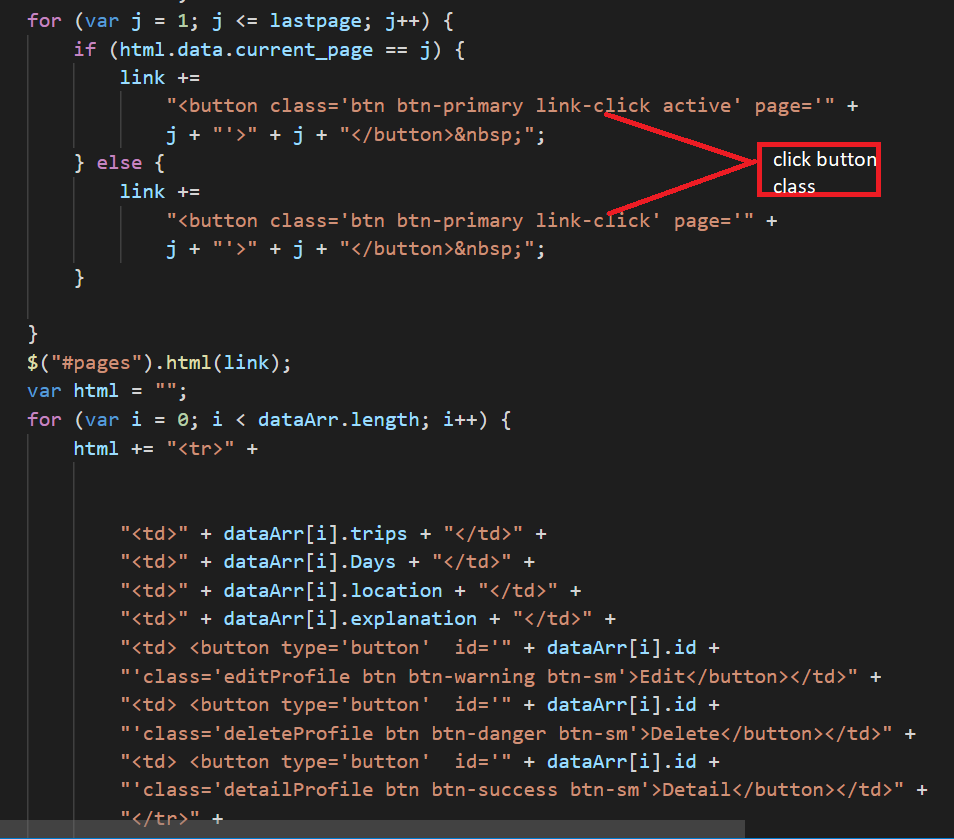 for (var j = 1; j <= lastpage; j++) {
if (html.data.current_page == j) {
link +=
"<button class='btn btn-primary link-click active' page='" +
j + "'>" + j + "</button>&nbsp;";
} else {
link +=
"<button class='btn btn-primary link-click' page='" +
j + "'>" + j + "</button>&nbsp;";
}
}
click button
class
$("#pages").html(link);
var html = "";
for (var i = 0; i < dataArr.length; i++) {
html += "<tr>" +
"<td>" + dataArr[i].trips + "</td>" +
"<td>" + dataArr[i].Days + "</td>" +
"<td>" + dataArr[i].location + "</td>" +
"<td>" + dataArr[i].explanation + "</td>" +
"<td> <button type='button'  id='" + dataArr[i].id +
"'class='editProfile btn btn-warning btn-sm'>Edit</button></td>" +
"<td> <button type='button'  id='" + dataArr[i].id +
"'class='deleteProfile btn btn-danger btn-sm'>Delete</button></td>" +
"<td> <button type='button'  id='" + dataArr[i].id +
"'class='detailProfile btn btn-success btn-sm'>Detail</button></td>" +
"</tr>" +